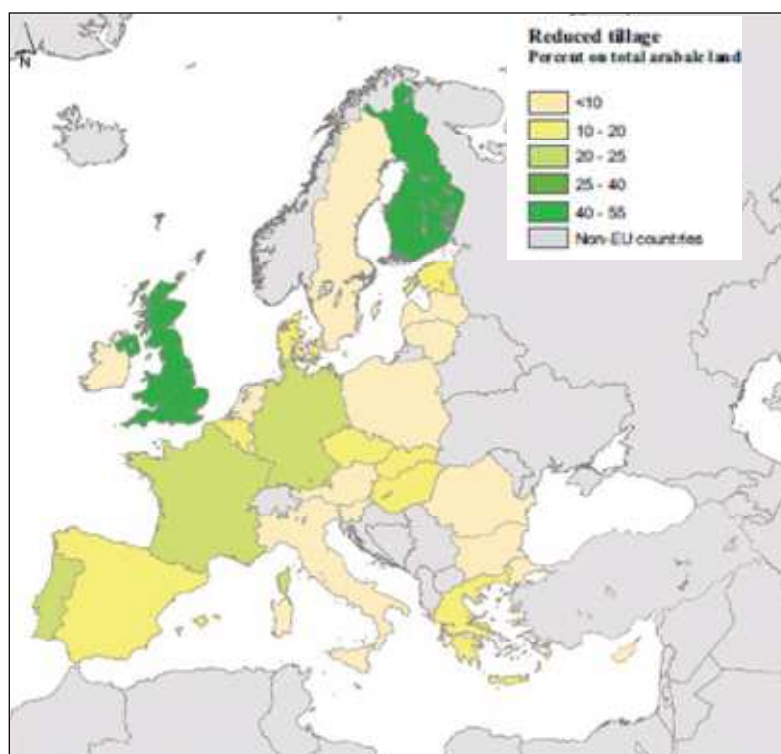 N
Reduced tillage
Percent on total arabale land
<10
10 - 20
20 - 25
25 - 40
40 - 55
Non-EU countries